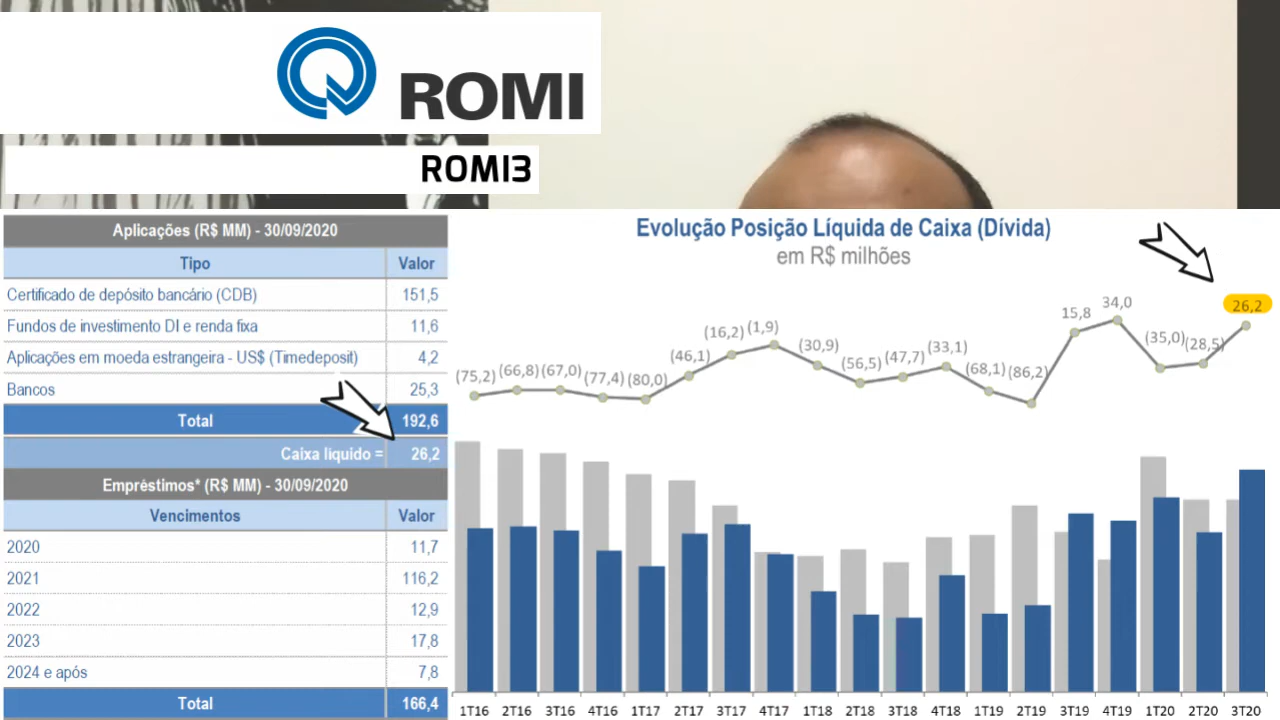 ROMI
ROMI3
Aplicações (R$ MM) - 30/09/2020
Tipo Valor
Certificado de depósito bancário (CDB) 151,5
Fundos de investimento DI e renda fixa 11,6
Aplicações em moeda estrangeira - US$ (Timedeposit) 4,2
Bancos 25,3
Total 192,6
Caixa líquido = 26,2
Empréstimos* (R$ MM) - 30/09/2020
Vencimentos Valor
2020 11,7
2021 116,2
2022 12,9
2023 17,8
2024 e após 7,8
Total 166,4
Evolução Posição Líquida de Caixa (Dívida)
em R$ milhões
(75,2) (66,8) (67,0) (77,4) (80,0) (46,1) (16,2) (1,9) (30,9) (56,5) (47,7) (33,1) (68,1) (86,2) 15,8 34,0 (35,0) (28,5) 26,2
1T16 2T16 3T16 4T16 1T17 2T17 3T17 4T17 1T18 2T18 3T18 4T18 1T19 2T19 3T19 4T19 1T20 2T20 3T20